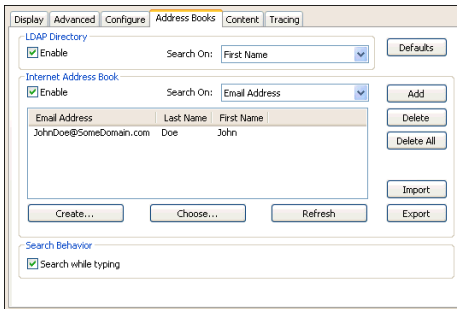 Display Advanced Configure Address Books Content Tracing
LDAP Directory
Enable Search On: First Name Defaults
Internet Address Book
Enable Search On: Email Address Add
Email Address Last Name First Name Delete
JohnDoe@SomeDomain.com Doe John
Delete All
Import
Create... Choose... Refresh Export
Search Behavior
Search while typing